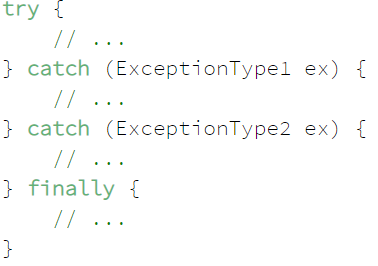 try {
    // ...
} catch (ExceptionType1 ex) {
    // ...
} catch (ExceptionType2 ex) {
    // ...
} finally {
    // ...
}